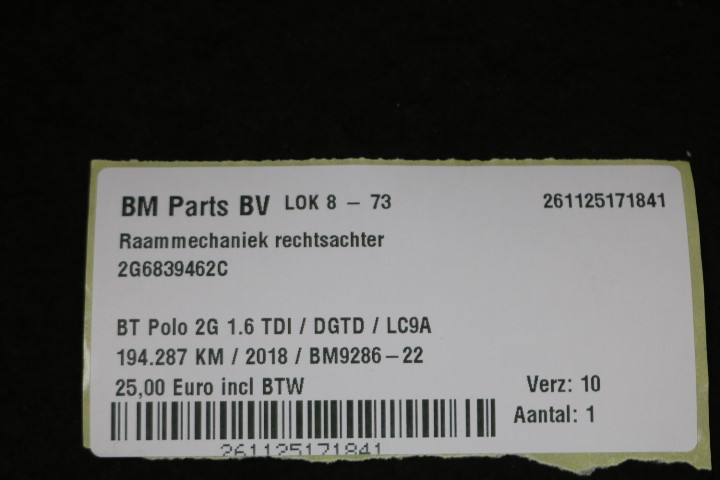 BM Parts BV LOK 8 - 73 261125171841
Raammechaniek rechtsachter
2G6839462C
BT Polo 2G 1.6 TDI / DGTD / LC9A
194.287 KM / 2018 / BM9286-22
25,00 Euro incl BTW Verz: 10
Aantal: 1
261125171841